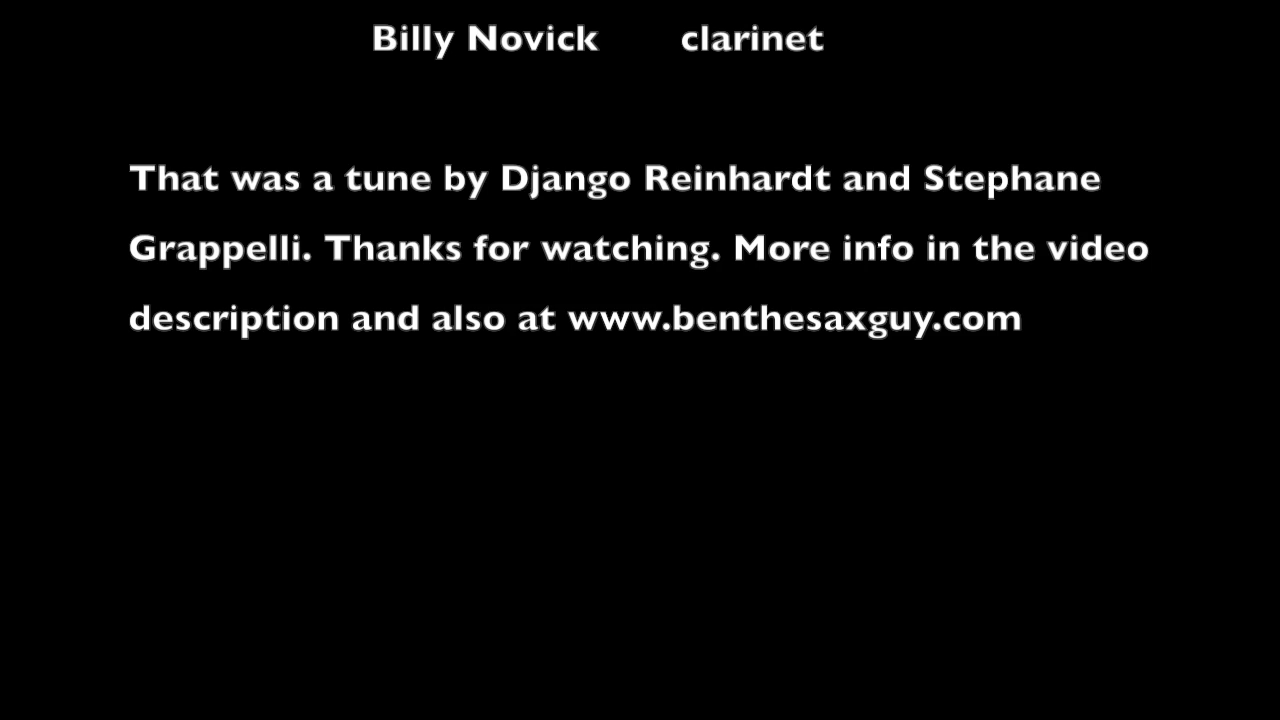 Billy Novick clarinet
That was a tune by Django Reinhardt and Stephane
Grappelli. Thanks for watching. More info in the video
description and also at www.benthesaxguy.com